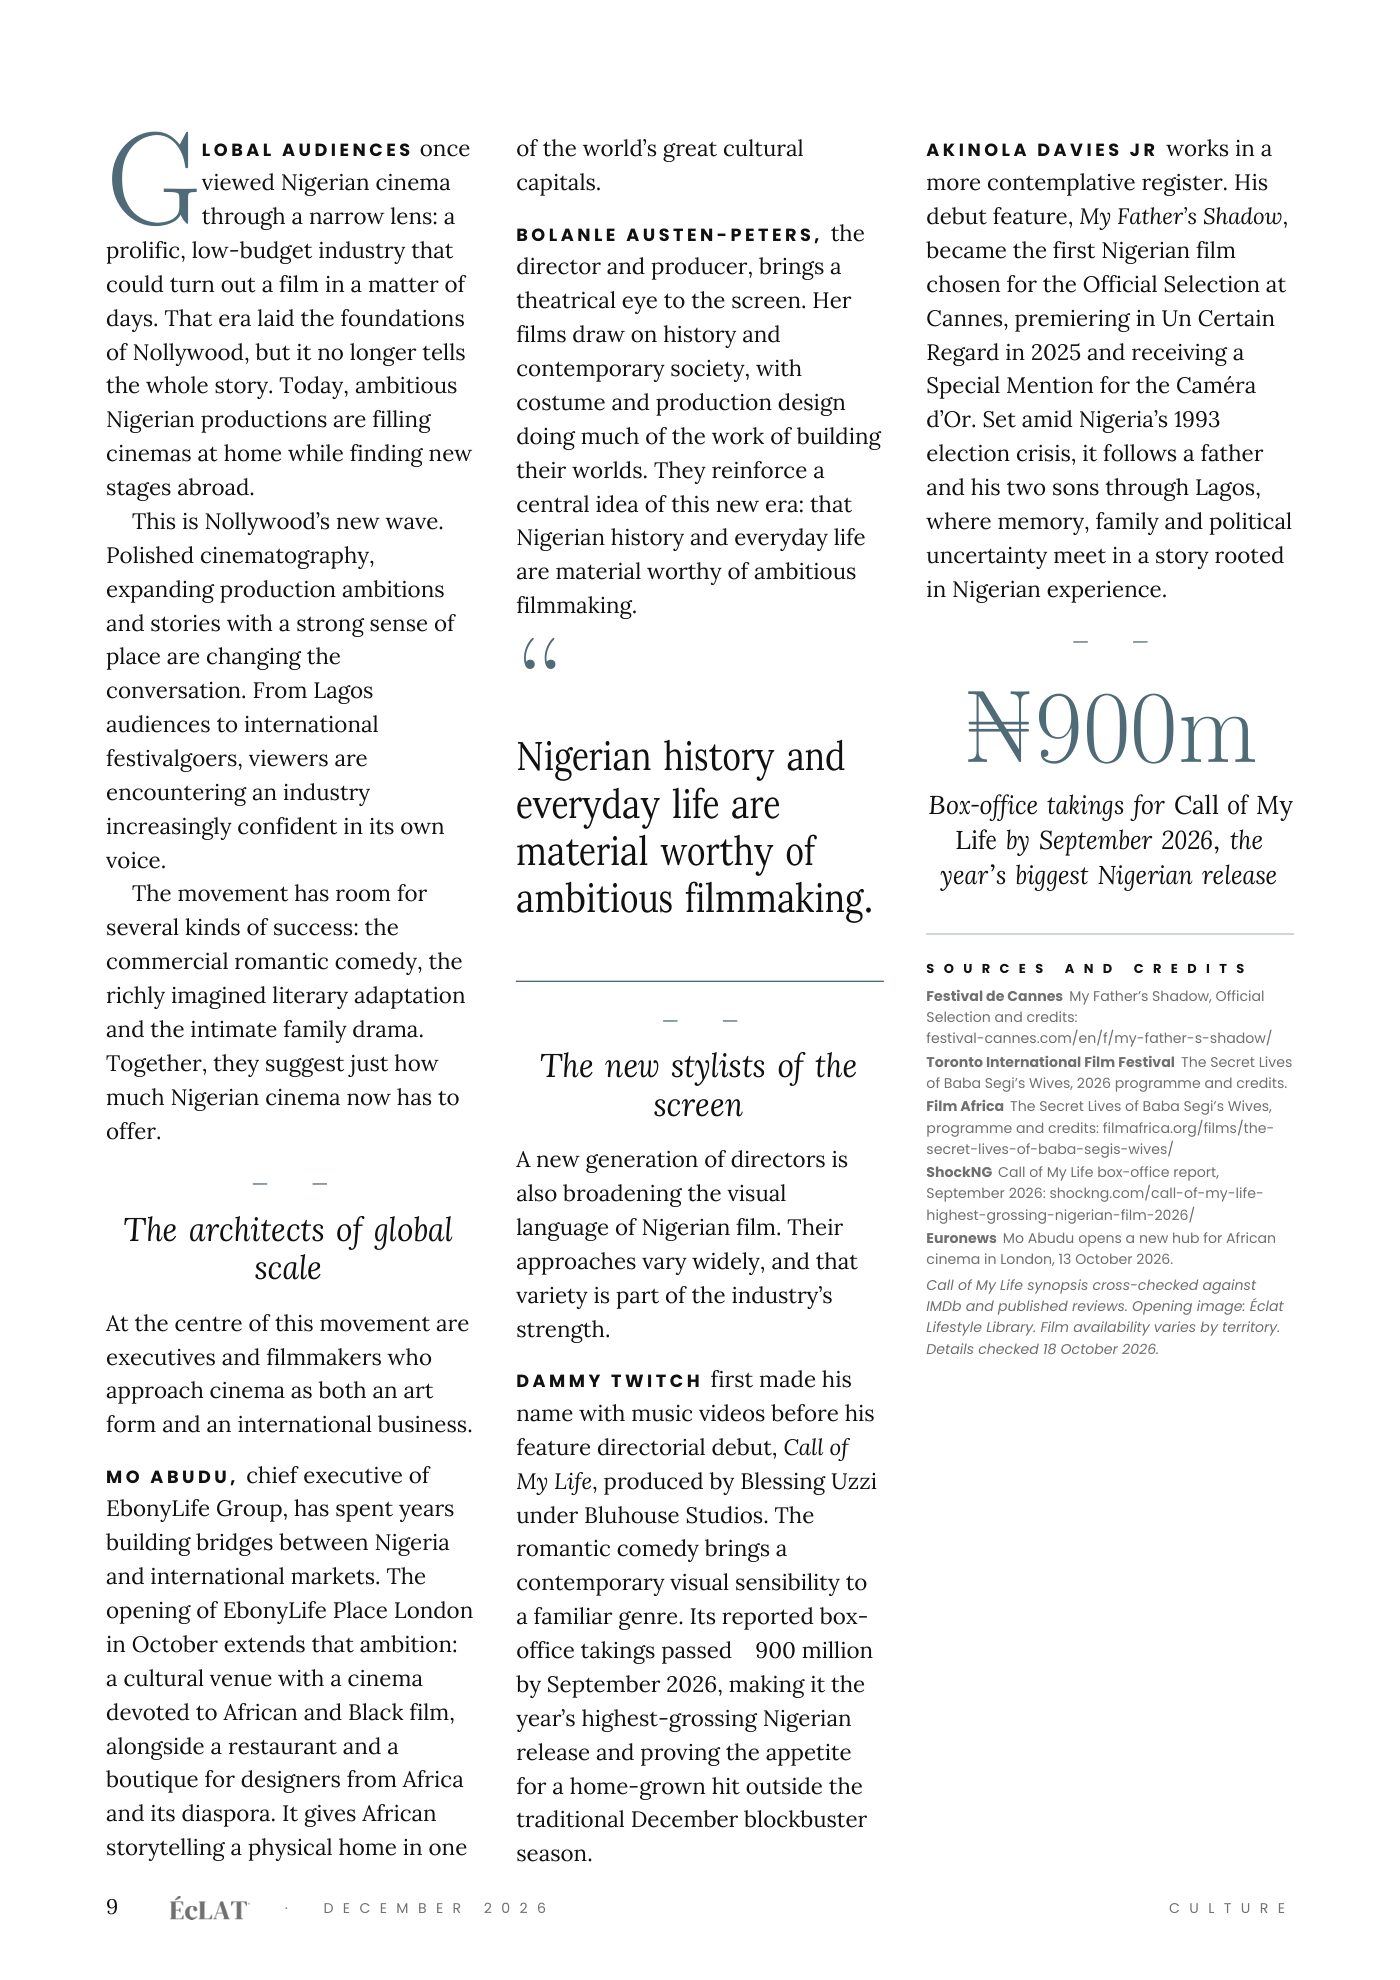 GLOBAL AUDIENCES once
viewed Nigerian cinema
through a narrow lens: a
prolific, low-budget industry that
could turn out a film in a matter of
days. That era laid the foundations
of Nollywood, but it no longer tells
the whole story. Today, ambitious
Nigerian productions are filling
cinemas at home while finding new
stages abroad.
This is Nollywood’s new wave.
Polished cinematography,
expanding production ambitions
and stories with a strong sense of
place are changing the
conversation. From Lagos
audiences to international
festivalgoers, viewers are
encountering an industry
increasingly confident in its own
voice.
The movement has room for
several kinds of success: the
commercial romantic comedy, the
richly imagined literary adaptation
and the intimate family drama.
Together, they suggest just how
much Nigerian cinema now has to
offer.
The architects of global
scale
At the centre of this movement are
executives and filmmakers who
approach cinema as both an art
form and an international business.
MO ABUDU, chief executive of
EbonyLife Group, has spent years
building bridges between Nigeria
and international markets. The
opening of EbonyLife Place London
in October extends that ambition:
a cultural venue with a cinema
devoted to African and Black film,
alongside a restaurant and a
boutique for designers from Africa
and its diaspora. It gives African
storytelling a physical home in one
of the world’s great cultural
capitals.
BOLANLE AUSTEN-PETERS, the
director and producer, brings a
theatrical eye to the screen. Her
films draw on history and
contemporary society, with
costume and production design
doing much of the work of building
their worlds. They reinforce a
central idea of this new era: that
Nigerian history and everyday life
are material worthy of ambitious
filmmaking.
“
Nigerian history and
everyday life are
material worthy of
ambitious filmmaking.
The new stylists of the
screen
A new generation of directors is
also broadening the visual
language of Nigerian film. Their
approaches vary widely, and that
variety is part of the industry’s
strength.
DAMMY TWITCH first made his
name with music videos before his
feature directorial debut, Call of
My Life, produced by Blessing Uzzi
under Bluhouse Studios. The
romantic comedy brings a
contemporary visual sensibility to
a familiar genre. Its reported box-
office takings passed 900 million
by September 2026, making it the
year’s highest-grossing Nigerian
release and proving the appetite
for a home-grown hit outside the
traditional December blockbuster
season.
AKINOLA DAVIES JR works in a
more contemplative register. His
debut feature, My Father’s Shadow,
became the first Nigerian film
chosen for the Official Selection at
Cannes, premiering in Un Certain
Regard in 2025 and receiving a
Special Mention for the Caméra
d’Or. Set amid Nigeria’s 1993
election crisis, it follows a father
and his two sons through Lagos,
where memory, family and political
uncertainty meet in a story rooted
in Nigerian experience.
₦900m
Box-office takings for Call of My
Life by September 2026, the
year’s biggest Nigerian release
SOURCES AND CREDITS
Festival de Cannes My Father’s Shadow, Official
Selection and credits:
festival-cannes.com/en/f/my-father-s-shadow/
Toronto International Film Festival The Secret Lives
of Baba Segi’s Wives, 2026 programme and credits.
Film Africa The Secret Lives of Baba Segi’s Wives,
programme and credits: filmafrica.org/films/the-
secret-lives-of-baba-segis-wives/
ShockNG Call of My Life box-office report,
September 2026: shockng.com/call-of-my-life-
highest-grossing-nigerian-film-2026/
Euronews Mo Abudu opens a new hub for African
cinema in London, 13 October 2026.
Call of My Life synopsis cross-checked against
IMDb and published reviews. Opening image: Éclat
Lifestyle Library. Film availability varies by territory.
Details checked 18 October 2026.
9 ÉcLAT · DECEMBER 2026 CULTURE